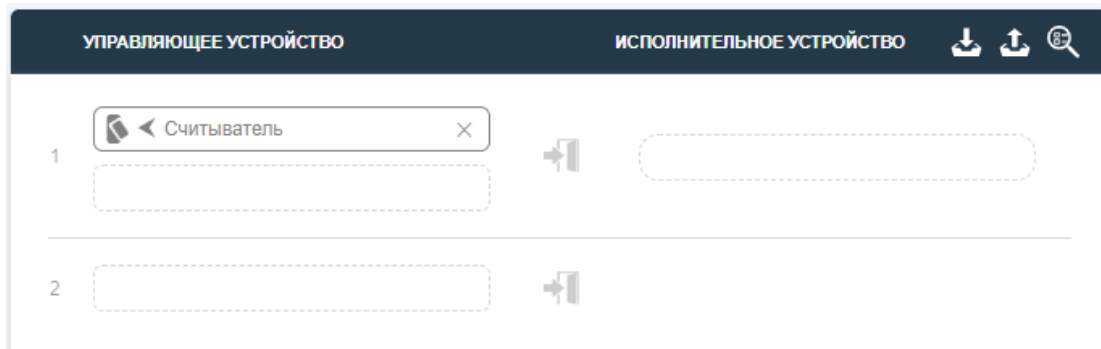 УПРАВЛЯЮЩЕЕ УСТРОЙСТВО ИСПОЛНИТЕЛЬНОЕ УСТРОЙСТВО
1 Считыватель
2